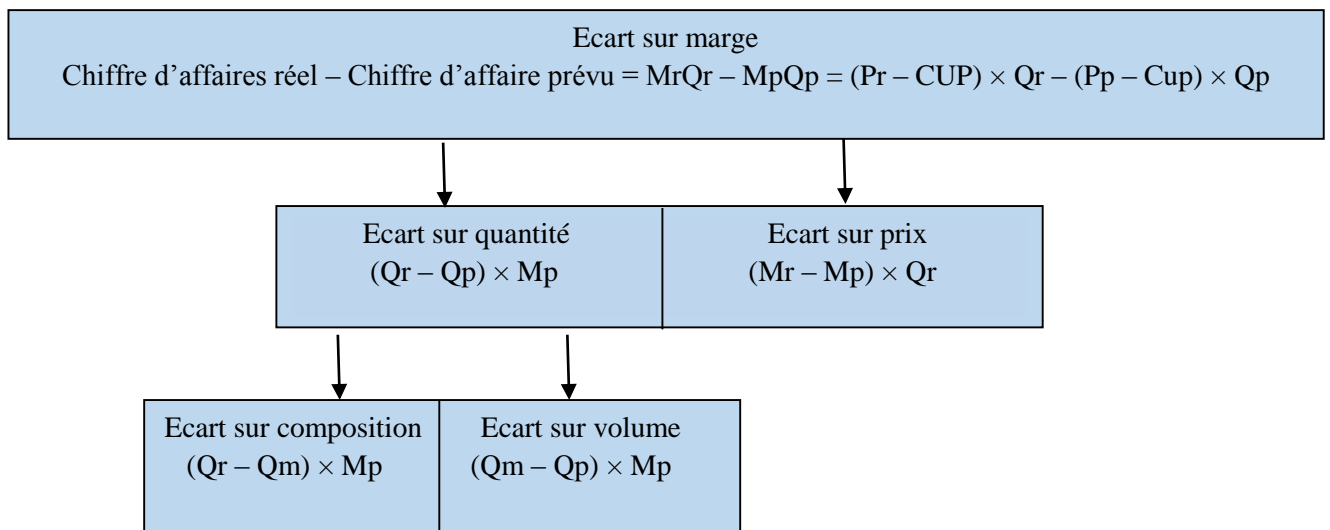 Ecart sur marge
Chiffre d’affaires réel – Chiffre d’affaire prévu = MrQr – MpQp = (Pr – CUP) × Qr – (Pp – Cup) × Qp
Ecart sur quantité
(Qr – Qp) × Mp
Ecart sur prix
(Mr – Mp) × Qr
Ecart sur composition
(Qr – Qm) × Mp
Ecart sur volume
(Qm – Qp) × Mp